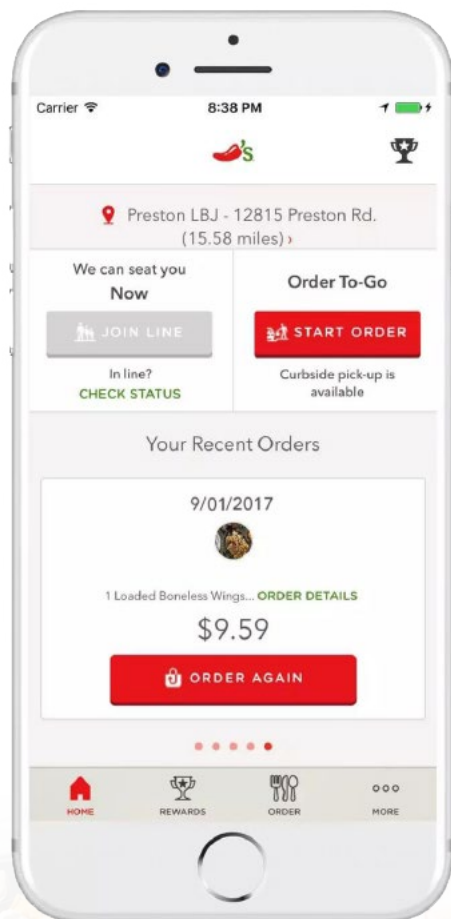 Carrier
8:38 PM
's
Preston LBJ - 12815 Preston Rd.
(15.58 miles) ›
We can seat you
Now
JOIN LINE
In line?
CHECK STATUS
Order To-Go
START ORDER
Curbside pick-up is
available
Your Recent Orders
9/01/2017
1 Loaded Boneless Wings... ORDER DETAILS
$9.59
ORDER AGAIN
HOME
REWARDS
ORDER
MORE